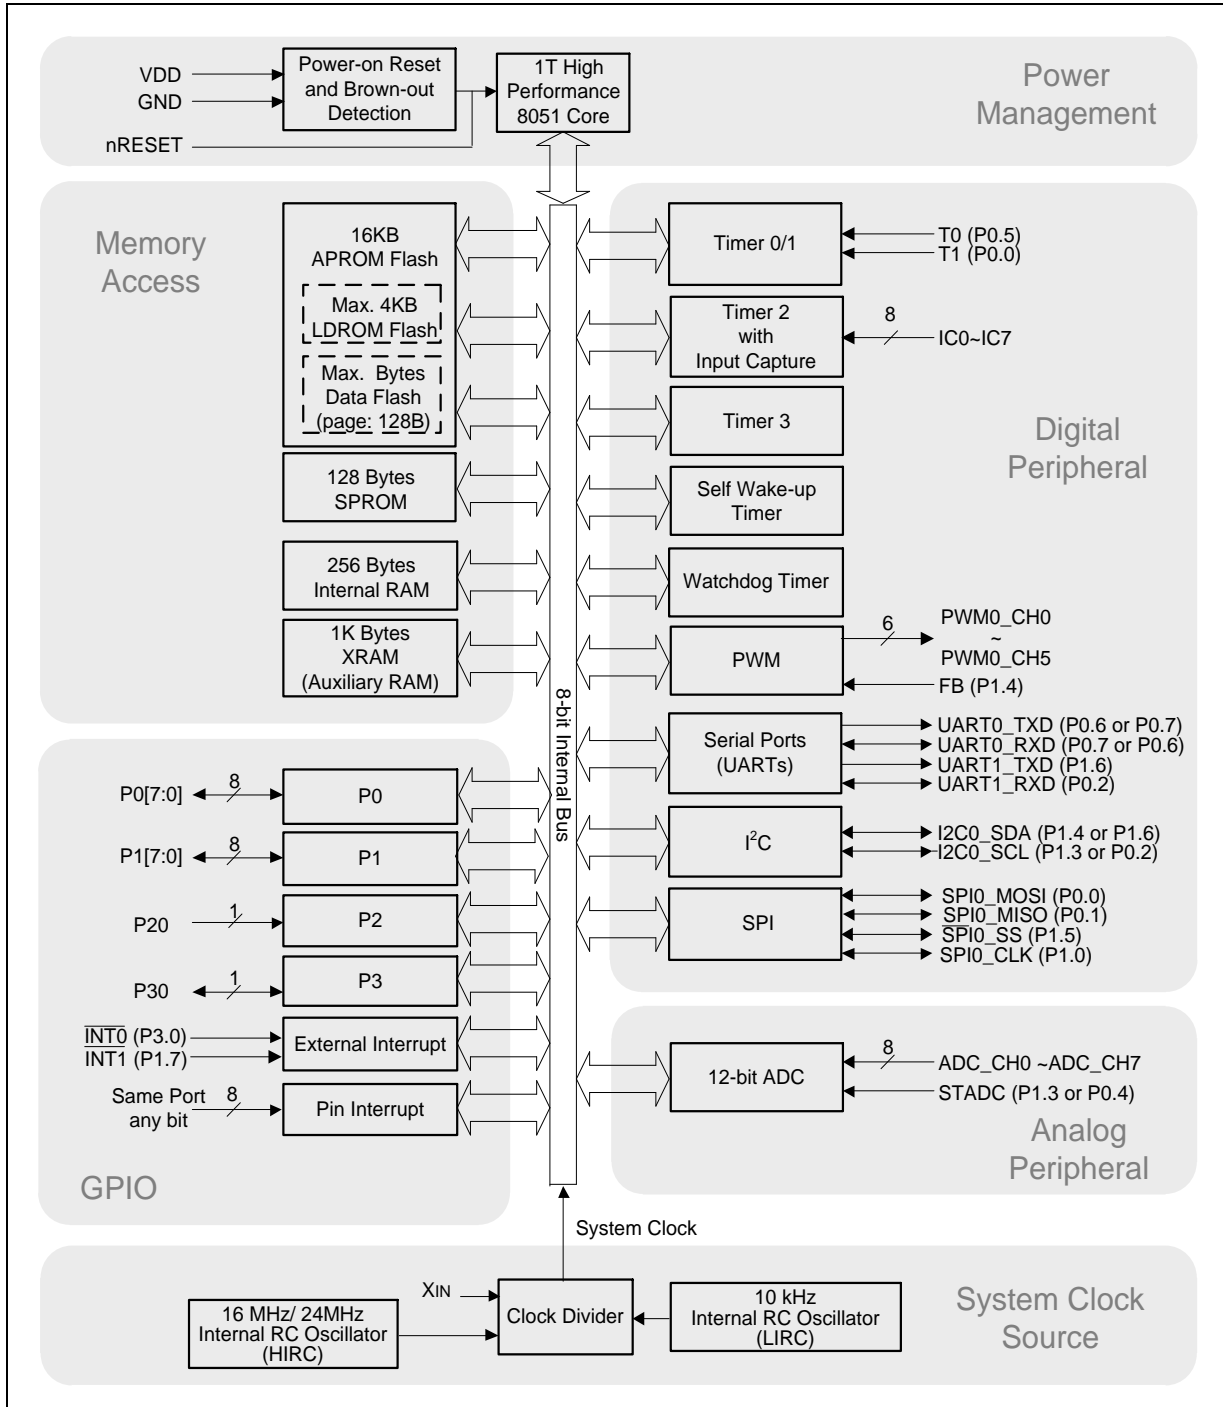 VDD
GND
nRESET
Power-on Reset
and Brown-out
Detection
1T High
Performance
8051 Core
Power
Management
Memory
Access
16KB
APROM Flash
Max. 4KB
LDROM Flash
Max. Bytes
Data Flash
(page: 128B)
128 Bytes
SPROM
256 Bytes
Internal RAM
1K Bytes
XRAM
(Auxiliary RAM)
8-bit Internal Bus
Timer 0/1
T0 (P0.5)
T1 (P0.0)
Timer 2
with
Input Capture
8
IC0~IC7
Timer 3
Digital
Peripheral
Self Wake-up
Timer
Watchdog Timer
PWM
6
PWM0_CH0
~
PWM0_CH5
FB (P1.4)
Serial Ports
(UARTs)
UART0_TXD (P0.6 or P0.7)
UART0_RXD (P0.7 or P0.6)
UART1_TXD (P1.6)
UART1_RXD (P0.2)
I²C
I2C0_SDA (P1.4 or P1.6)
I2C0_SCL (P1.3 or P0.2)
SPI
SPI0_MOSI (P0.0)
SPI0_MISO (P0.1)
SPI0_SS (P1.5)
SPI0_CLK (P1.0)
P0[7:0]
8
P0
P1[7:0]
8
P1
P20
1
P2
P30
1
P3
INT0 (P3.0)
INT1 (P1.7)
External Interrupt
Same Port
any bit
8
Pin Interrupt
GPIO
12-bit ADC
8
ADC_CH0 ~ADC_CH7
STADC (P1.3 or P0.4)
Analog
Peripheral
System Clock
XIN
16 MHz/ 24MHz
Internal RC Oscillator
(HIRC)
Clock Divider
10 kHz
Internal RC Oscillator
(LIRC)
System Clock
Source